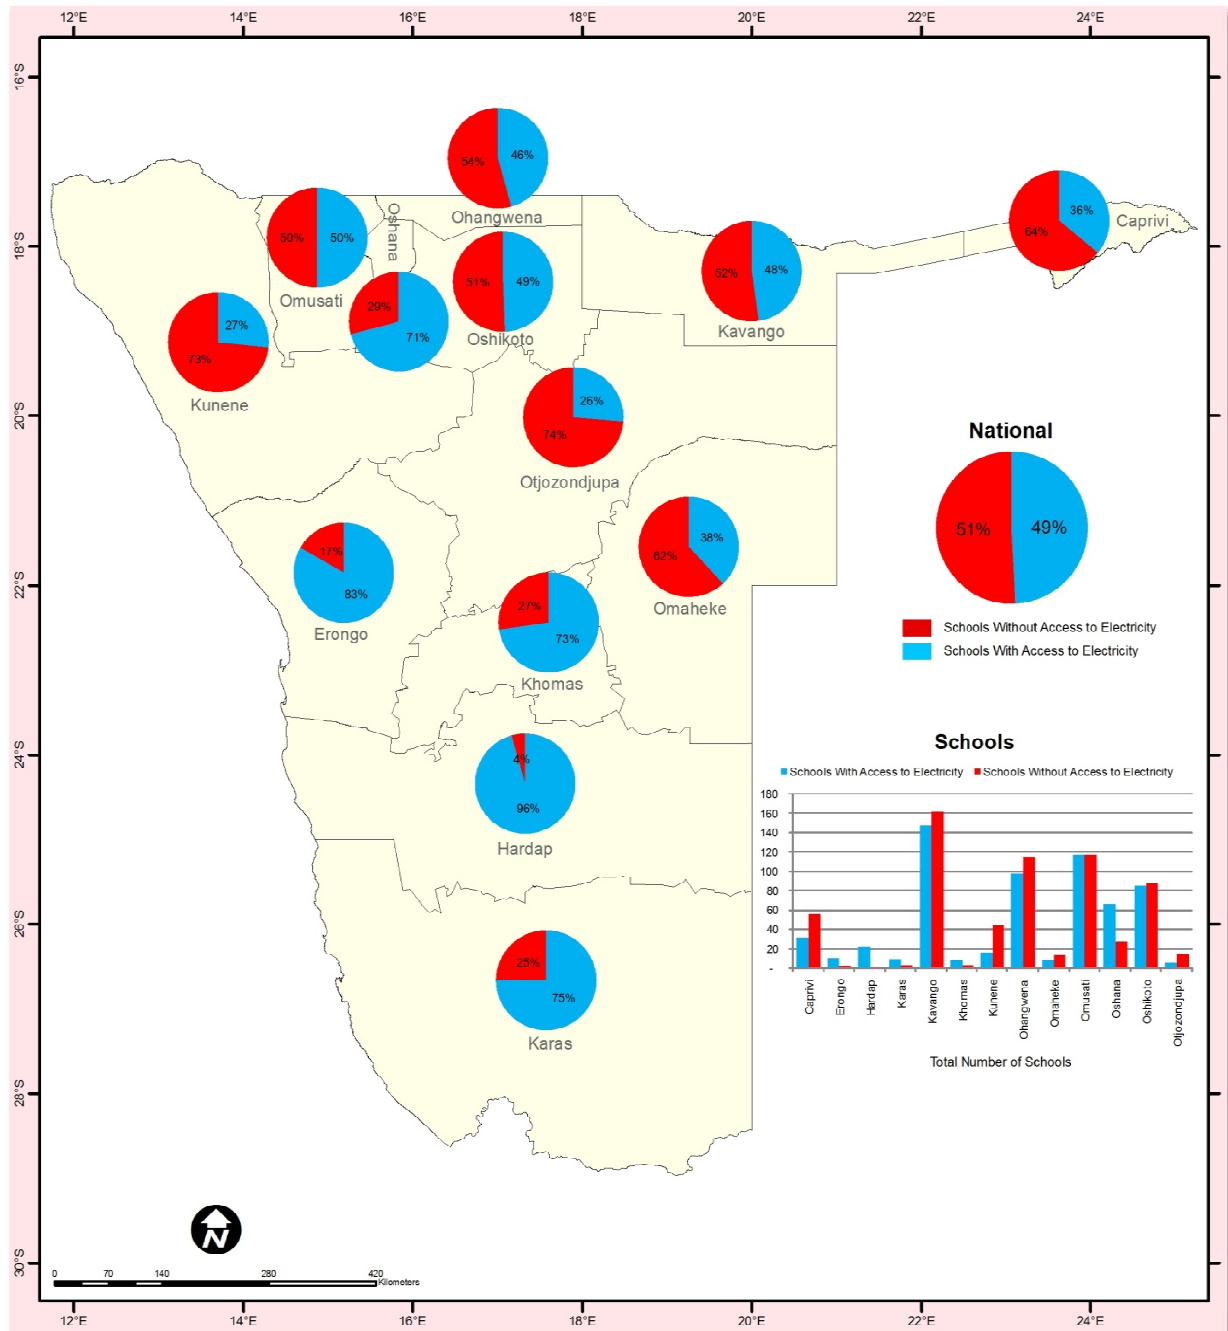 12°E 14°E 16°E 18°E 20°E 22°E 24°E
16°S
18°S
20°S
22°S
24°S
26°S
28°S
30°S
54% 46%
Ohangwena
36%
64%
Caprivi
50% 50%
Omusati
Oshana
29%
71%
51% 49%
Oshikoto
52% 48%
Kavango
27%
73%
Kunene
26%
74%
Otjozondjupa
National
51% 49%
Schools Without Access to Electricity
Schools With Access to Electricity
17%
83%
Erongo
38%
62%
Omaheke
27%
73%
Khomas
4%
96%
Hardap
25%
75%
Karas
Schools
Schools With Access to Electricity Schools Without Access to Electricity
180
160
140
120
100
80
60
40
20
-
Caprivi
Erongo
Hardap
Karas
Kavango
Khomas
Kunene
Ohangwena
Omaheke
Omusati
Oshana
Oshikoto
Otjozondjupa
Total Number of Schools
N
0 70 140 280 420
Kilometers
12°E 14°E 16°E 18°E 20°E 22°E 24°E